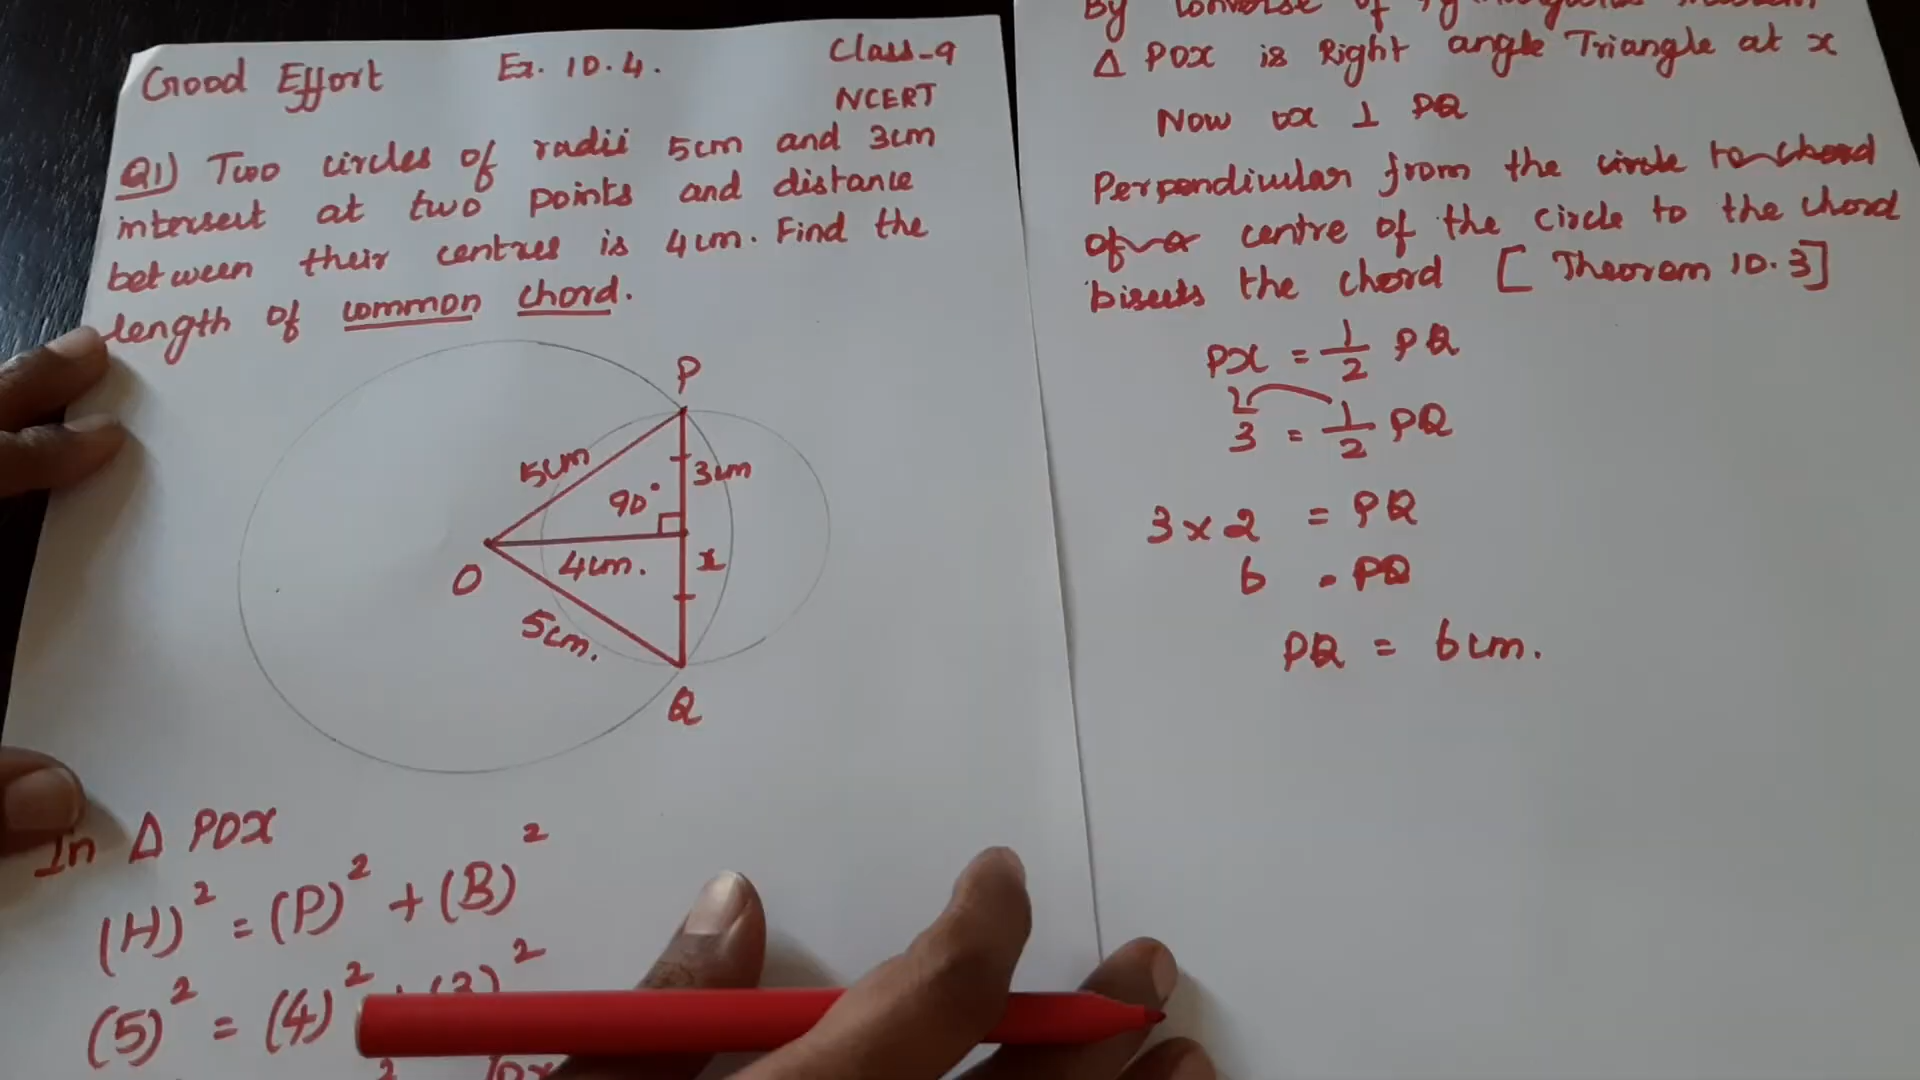 Good Effort Ex. 10.4. Class-9
NCERT
Q1) Two circles of radii 5cm and 3cm
intersect at two points and distance
between their centres is 4cm. Find the
length of common chord.
P
5cm
3cm
90°
4cm.
x
O
5cm.
Q
In Δ POX
(H)² = (P)² + (B)²
(5)² = (4)²
By converse of
Δ POX is Right angle Triangle at x
Now ox ⊥ PQ
Perpendicular from the circle to chord
of a centre of the circle to the chord
bisects the chord [Theorem 10.3]
Px = 1/2 PQ
2
3 = 1/2 PQ
3 x 2 = PQ
6 = PQ
PQ = 6cm.